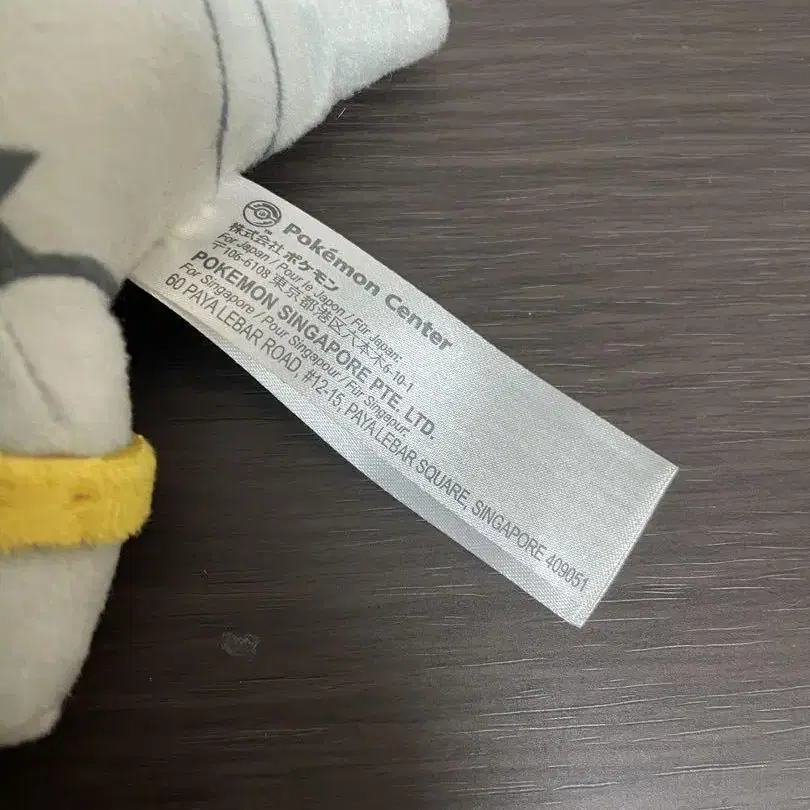 Pokémon Center
株式会社 ポケモン
For Japan / Pour le Japon / Für Japan:
〒106-6108 東京都港区六本木6-10-1
POKEMON SINGAPORE PTE. LTD.
For Singapore / Pour Singapour / Für Singapur:
60 PAYA LEBAR ROAD, #12-15, PAYA LEBAR SQUARE, SINGAPORE 409051